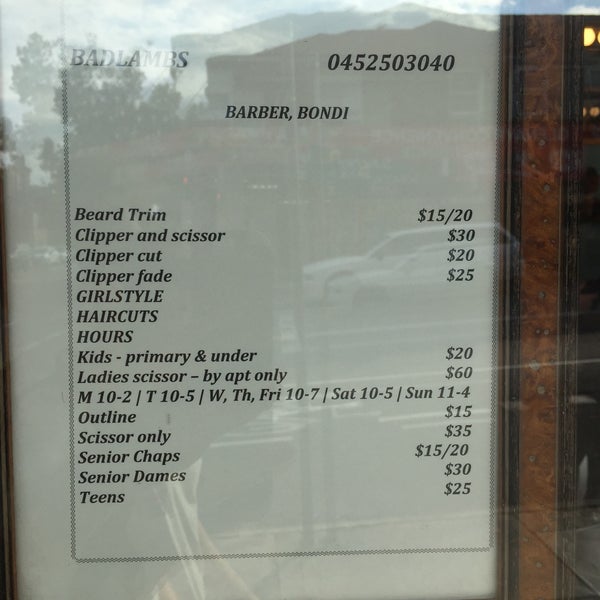 BADLAMBS 0452503040
BARBER, BONDI
Beard Trim $15/20
Clipper and scissor $30
Clipper cut $20
Clipper fade $25
GIRLSTYLE
HAIRCUTS
HOURS
Kids - primary & under $20
Ladies scissor – by apt only $60
M 10-2 | T 10-5 | W, Th, Fri 10-7 | Sat 10-5 | Sun 11-4
Outline $15
Scissor only $35
Senior Chaps $15/20
Senior Dames $30
Teens $25